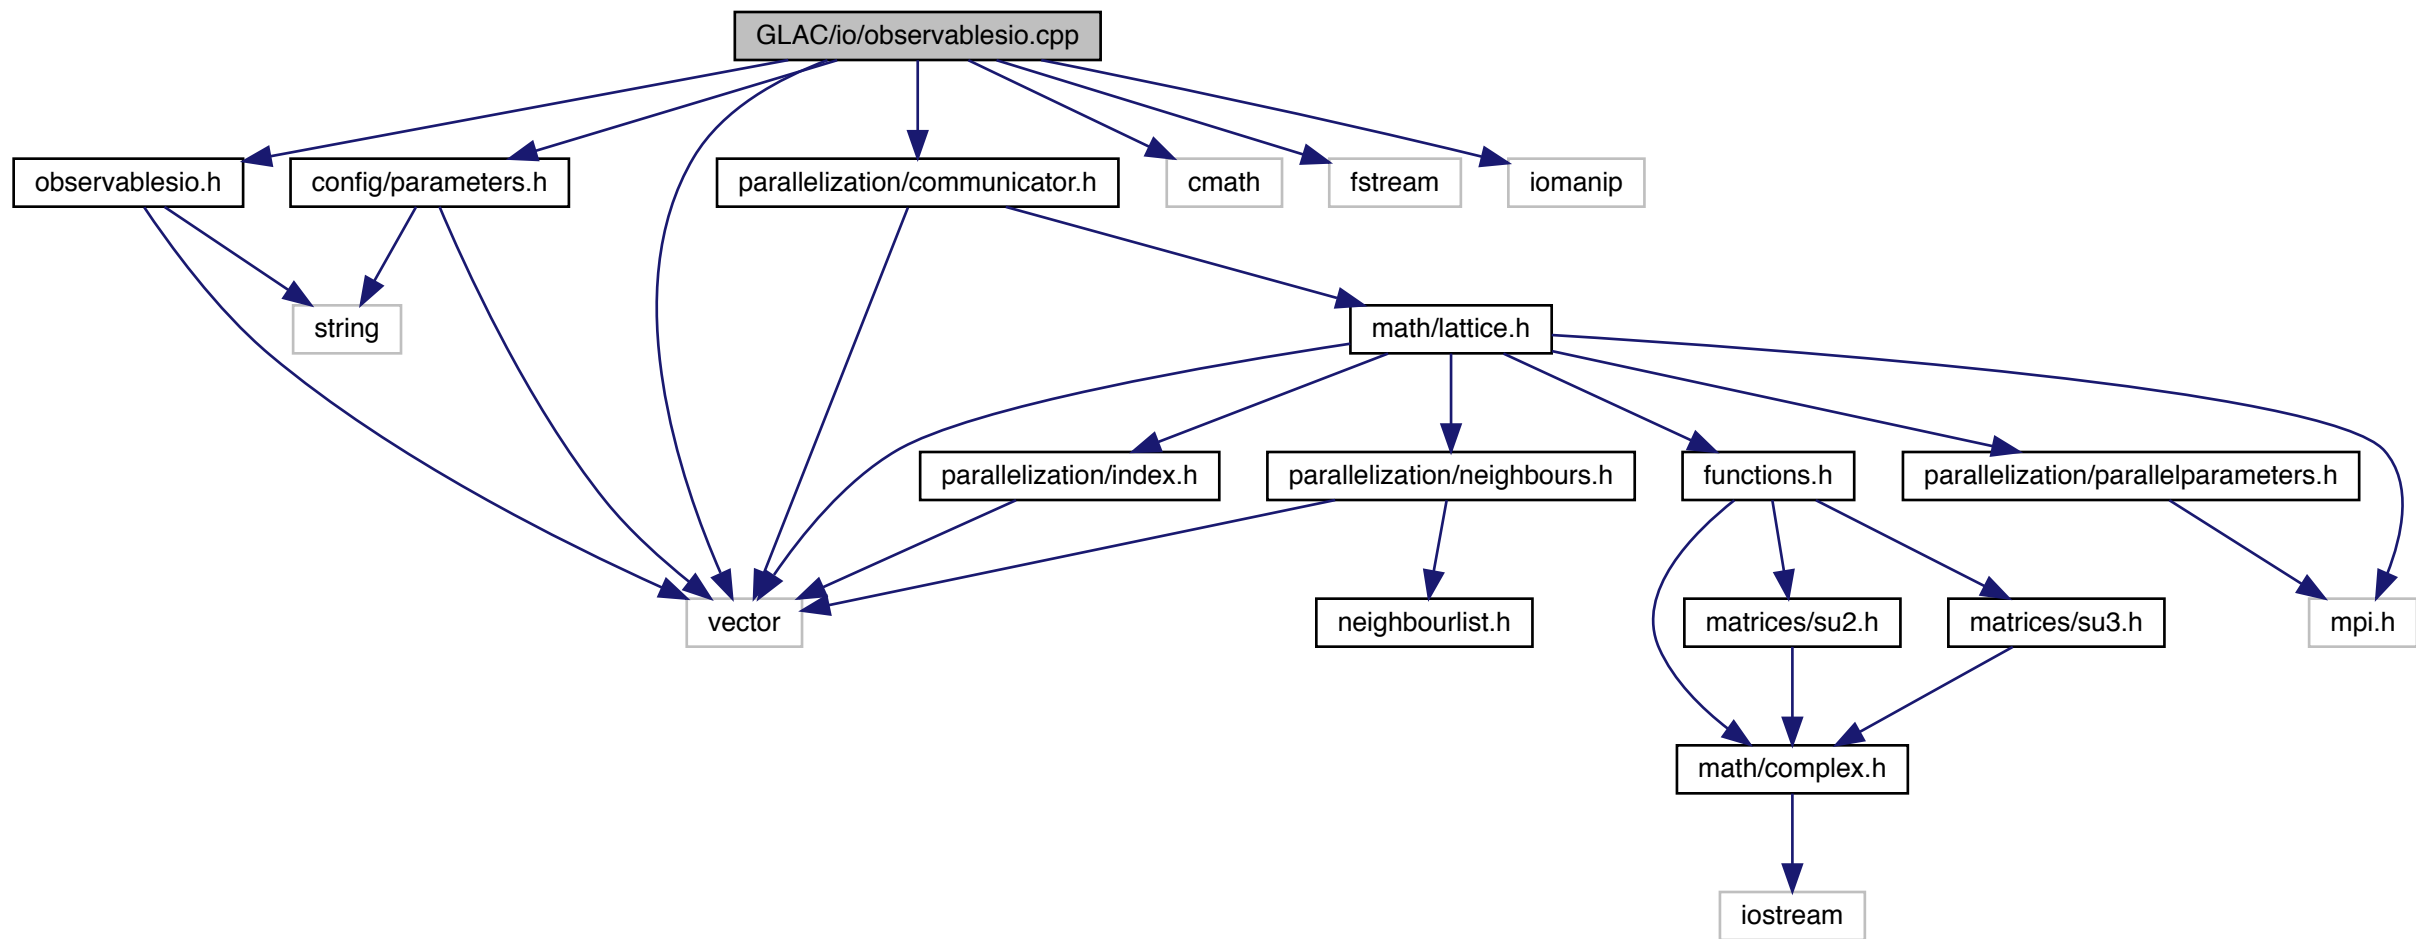 GLAC/io/observablesio.cpp
observablesio.h
config/parameters.h
parallelization/communicator.h
cmath
fstream
iomanip
string
math/lattice.h
parallelization/index.h
parallelization/neighbours.h
functions.h
parallelization/parallelparameters.h
vector
neighbourlist.h
matrices/su2.h
matrices/su3.h
mpi.h
math/complex.h
iostream